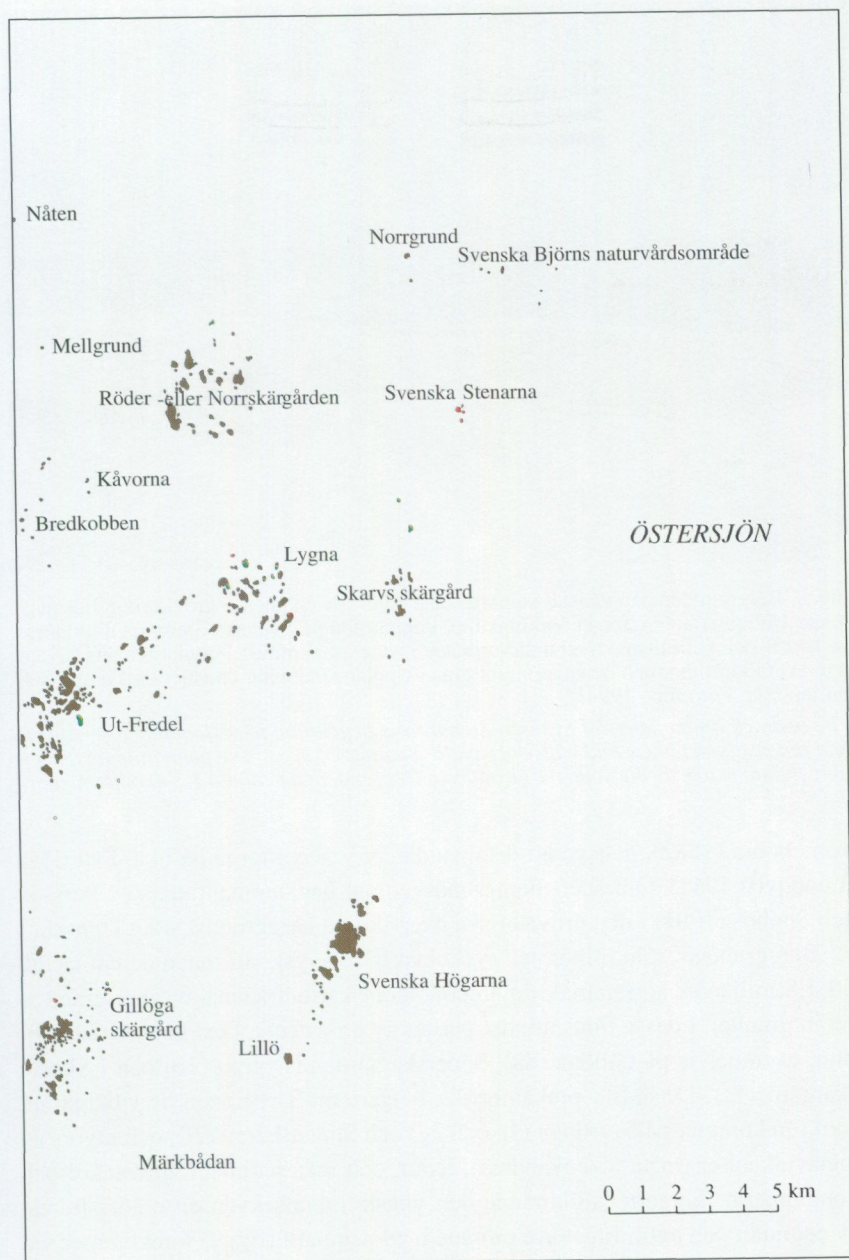 Nåten
Norrgrund
Svenska Björns naturvårdsområde
Mellgrund
Röder -eller Norrskärgården
Svenska Stenarna
Kåvorna
Bredkobben
ÖSTERSJÖN
Lygna
Skarvs skärgård
Ut-Fredel
Svenska Högarna
Gillöga
skärgård
Lillö
Märkbådan
0 1 2 3 4 5 km